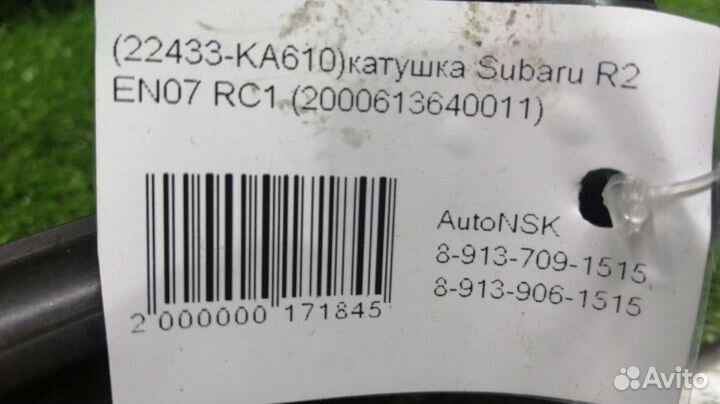 (22433-KA610)катушка Subaru R2
EN07 RC1 (2000613640011)
AutoNSK
8-913-709-1515,
8-913-906-1515
2 000000 171845
Avito